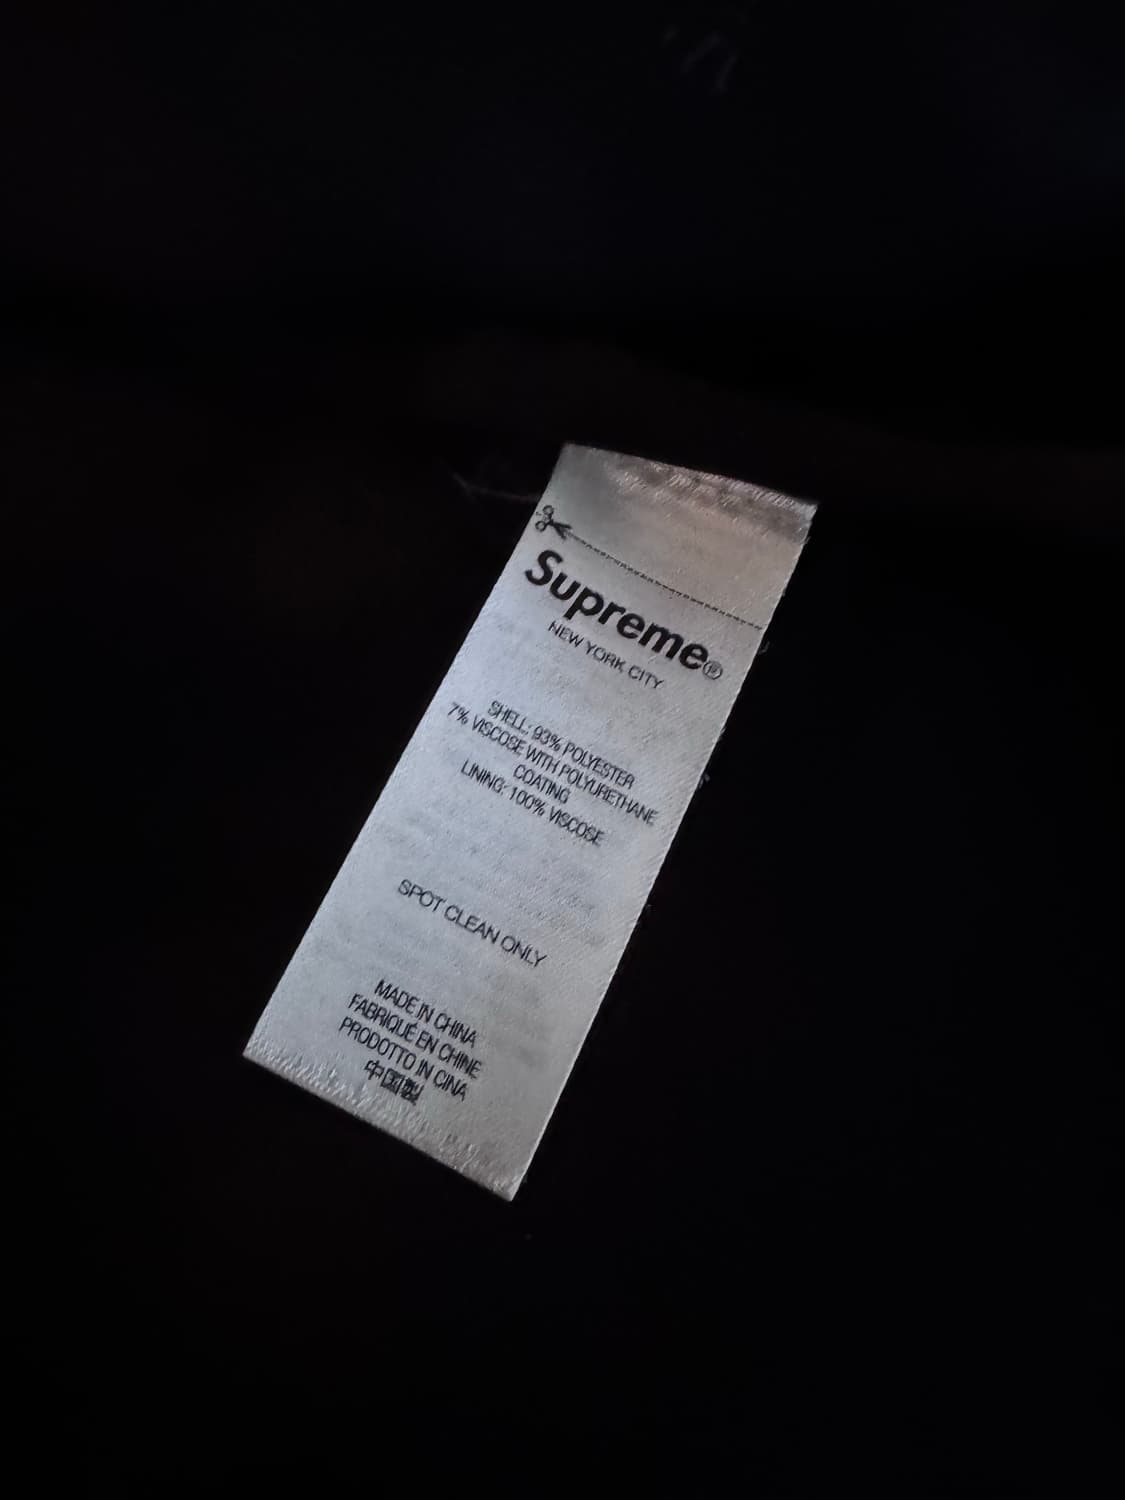 Supreme®
NEW YORK CITY
SHELL: 93% POLYESTER
7% VISCOSE WITH POLYURETHANE
COATING
LINING: 100% VISCOSE
SPOT CLEAN ONLY
MADE IN CHINA
FABRIQUÉ EN CHINE
PRODOTTO IN CINA
中国製